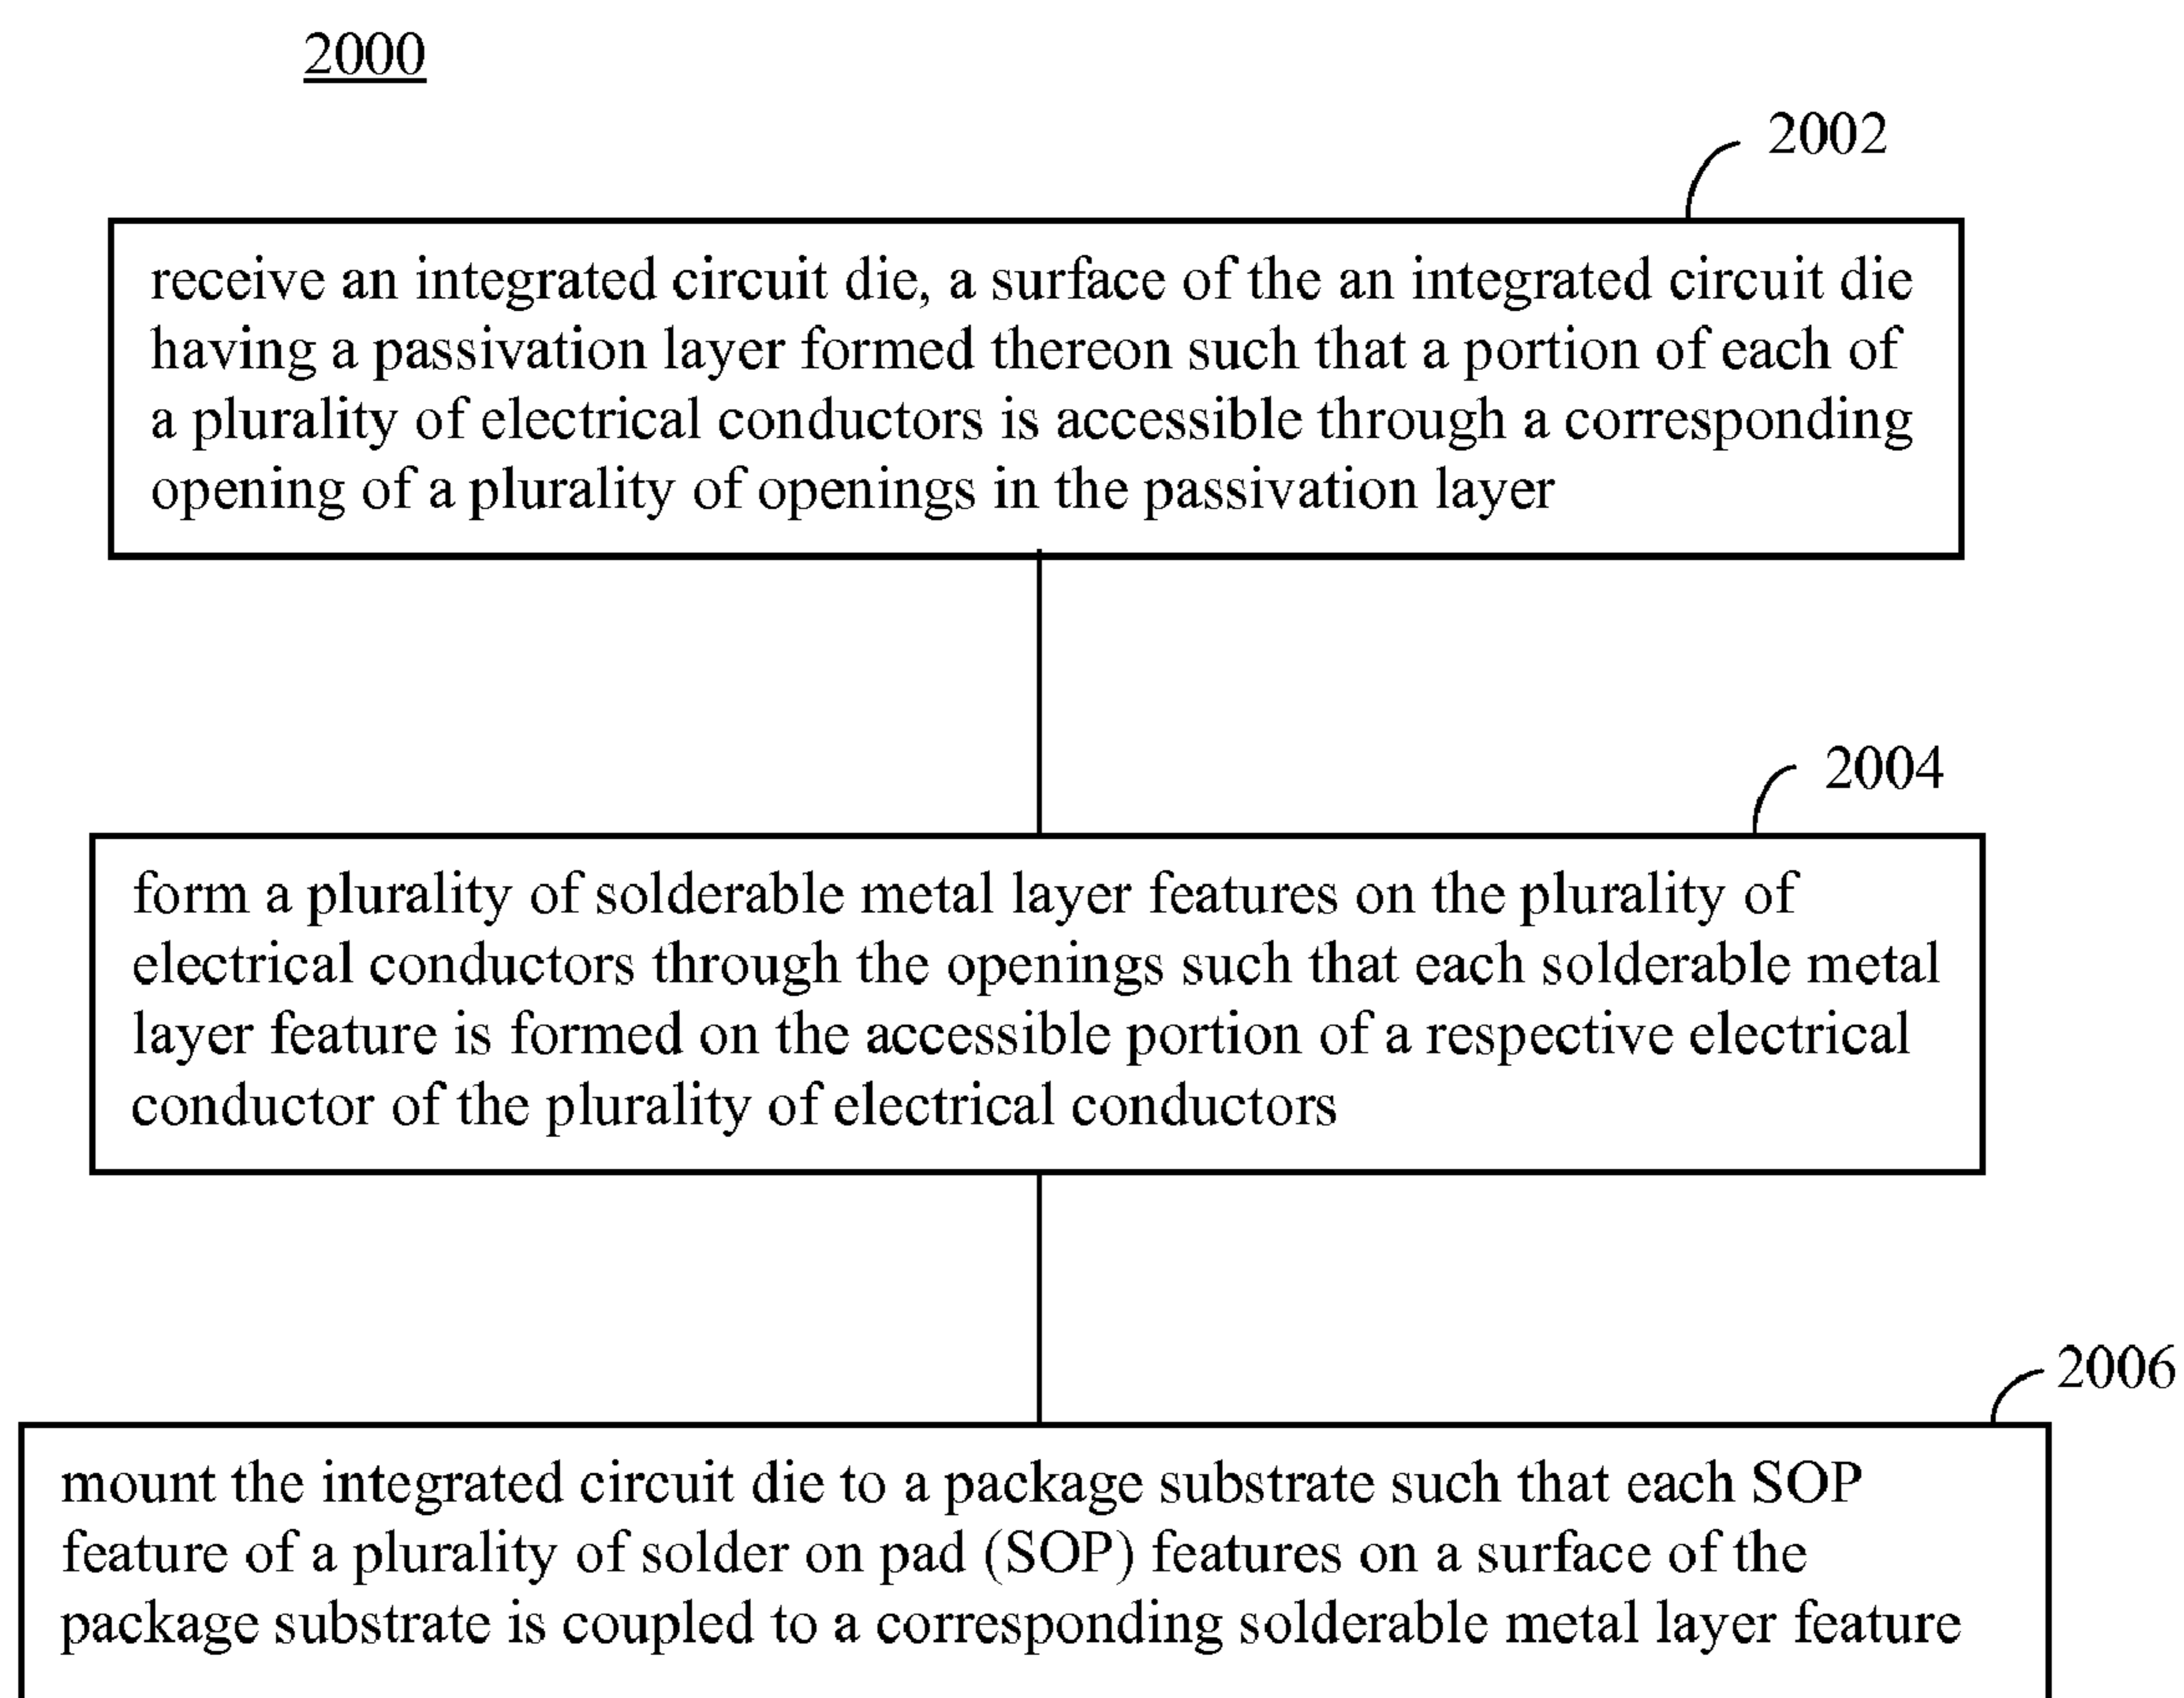 2000
2002
receive an integrated circuit die, a surface of the an integrated circuit die
having a passivation layer formed thereon such that a portion of each of
a plurality of electrical conductors is accessible through a corresponding
opening of a plurality of openings in the passivation layer
2004
form a plurality of solderable metal layer features on the plurality of
electrical conductors through the openings such that each solderable metal
layer feature is formed on the accessible portion of a respective electrical
conductor of the plurality of electrical conductors
2006
mount the integrated circuit die to a package substrate such that each SOP
feature of a plurality of solder on pad (SOP) features on a surface of the
package substrate is coupled to a corresponding solderable metal layer feature